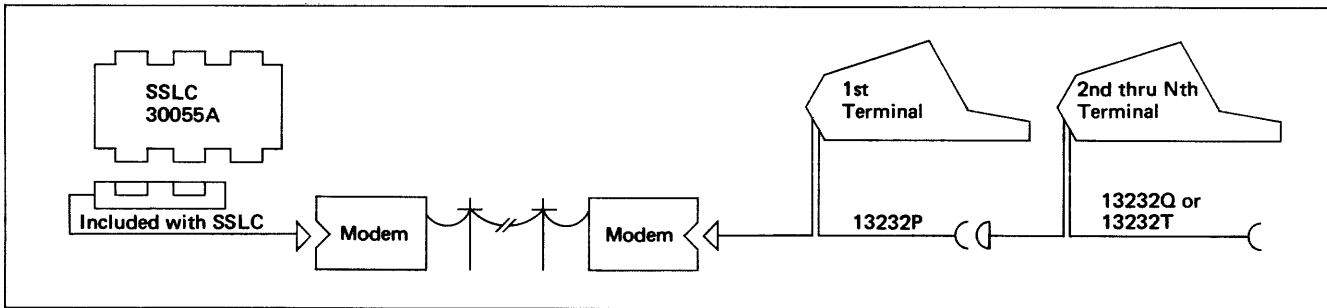 SSLC
30055A
Included with SSLC
Modem
Modem
1st
Terminal
13232P
2nd thru Nth
Terminal
13232Q or
13232T